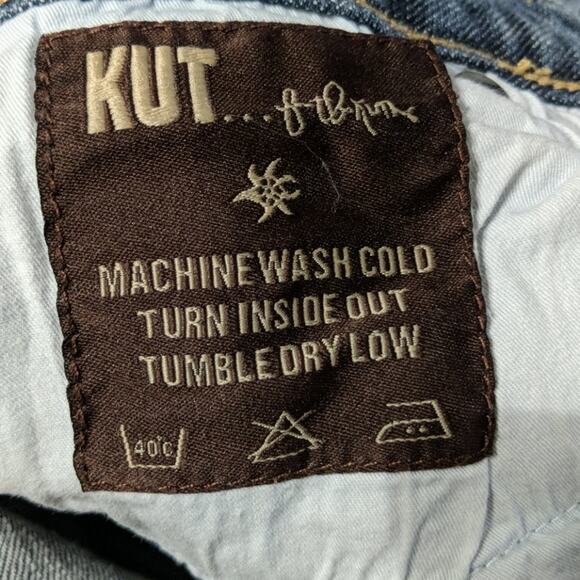 KUT...
MACHINE WASH COLD
TURN INSIDE OUT
TUMBLE DRY LOW
40°C